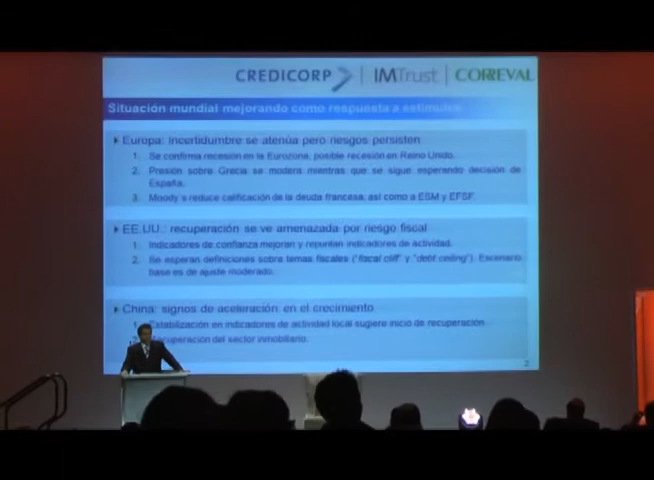 CREDICORP | IMTrust | CORREVAL
Situación mundial mejorando como respuesta a estímulos
Europa: incertidumbre se atenúa pero riesgos persisten
1. Se confirma recesión en la Eurozona, posible recesión en Reino Unido.
2. Presión sobre Grecia se modera mientras que se sigue esperando decisión de
España.
3. Moody's reduce calificación de la deuda francesa, así como a ESM y EFSF.
EE.UU.: recuperación se ve amenazada por riesgo fiscal
1. Indicadores de confianza mejoran y repuntan indicadores de actividad.
2. Se esperan definiciones sobre temas fiscales ("fiscal cliff" y "debt ceiling"). Escenario
base es de ajuste moderado.
China: signos de aceleración en el crecimiento
1. Estabilización en indicadores de actividad local sugiere inicio de recuperación.
2. Recuperación del sector inmobiliario.
2